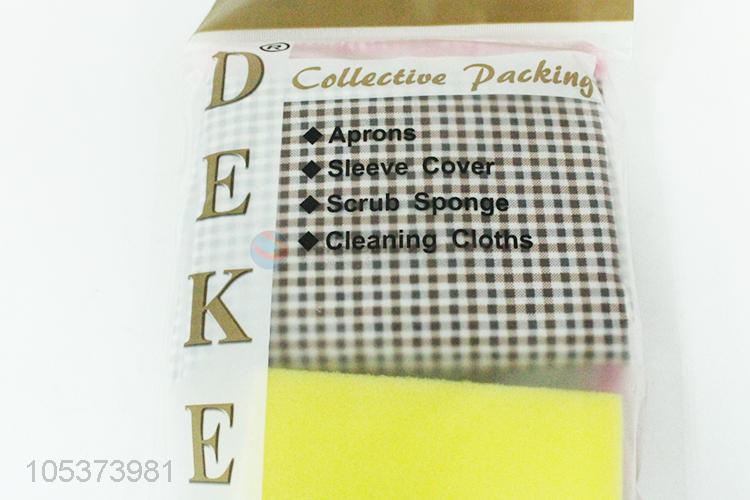 DEKE®
Collective Packing
◆ Aprons
◆ Sleeve Cover
◆ Scrub Sponge
◆ Cleaning Cloths
105373981